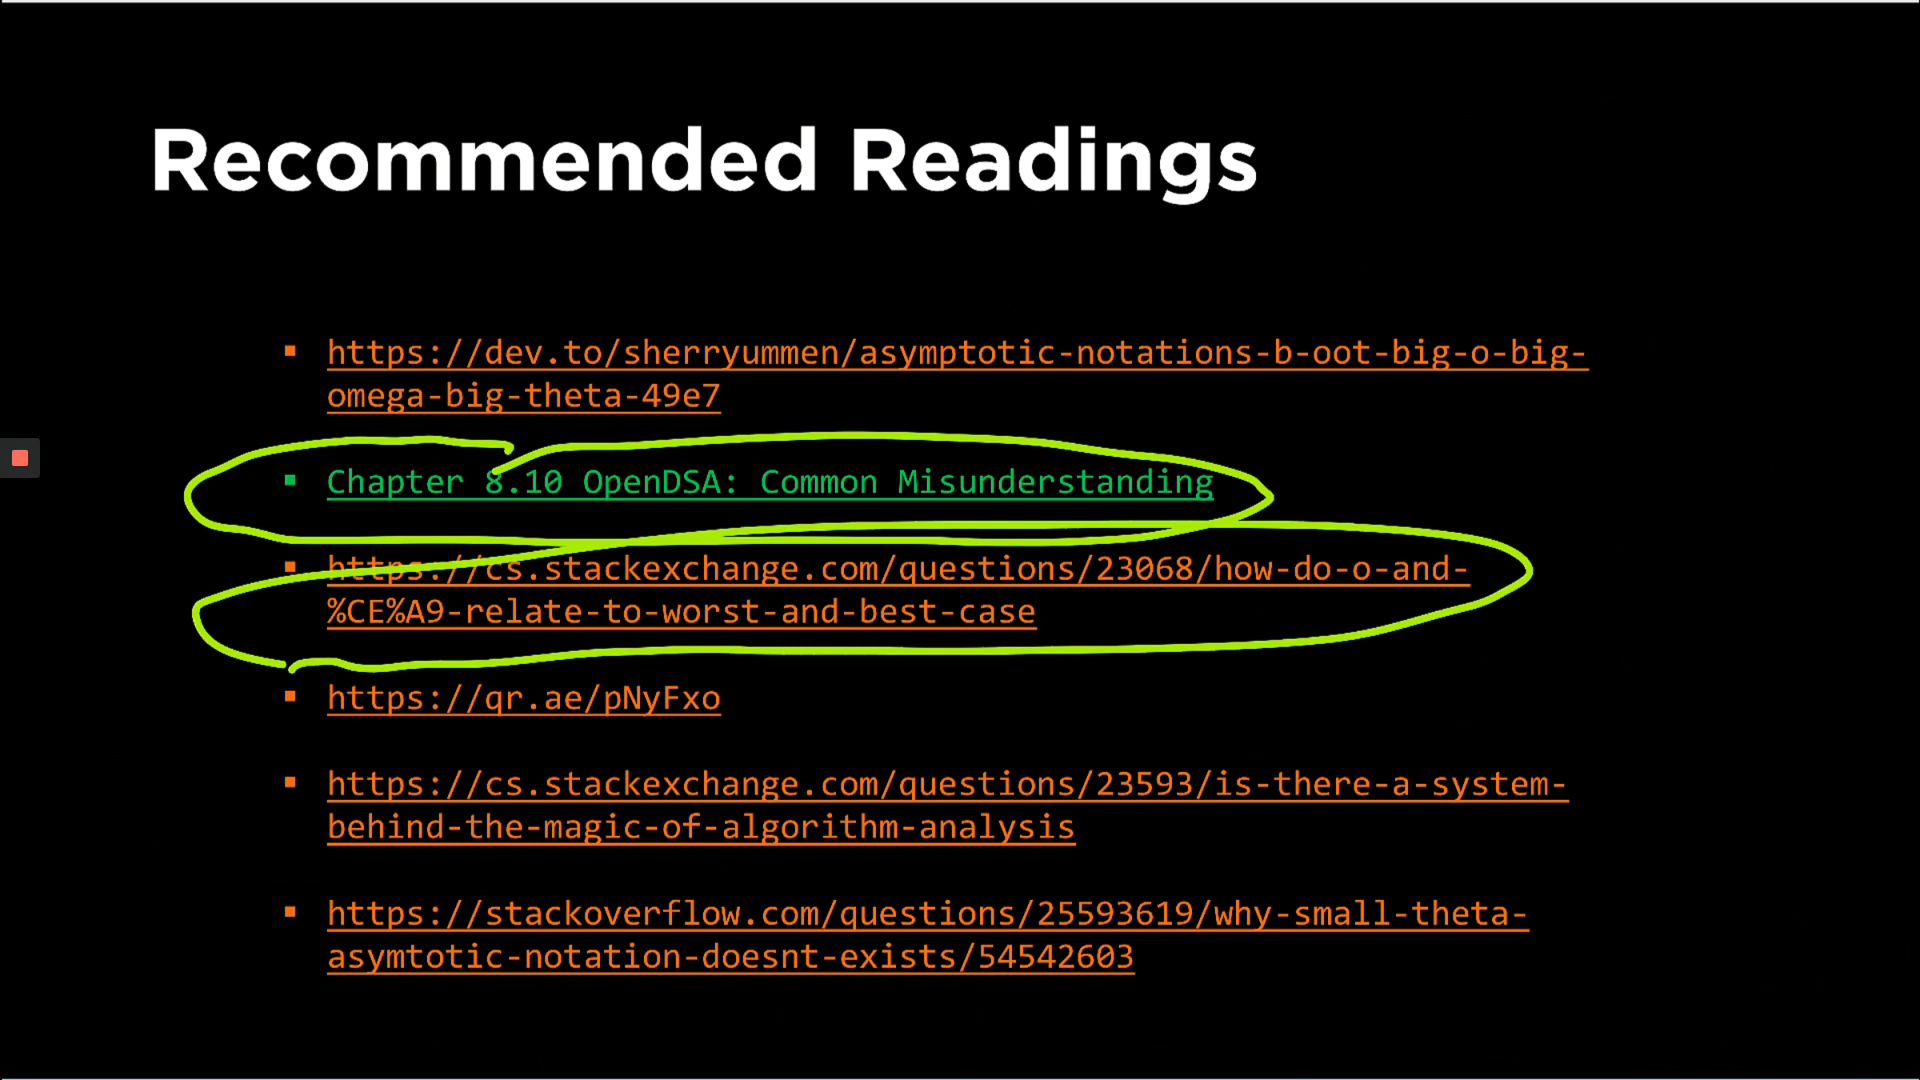 Recommended Readings
https://dev.to/sherryummen/asymptotic-notations-b-oot-big-o-big-
omega-big-theta-49e7
Chapter 8.10 OpenDSA: Common Misunderstanding
https://cs.stackexchange.com/questions/23068/how-do-o-and-
%CE%A9-relate-to-worst-and-best-case
https://qr.ae/pNyFxo
https://cs.stackexchange.com/questions/23593/is-there-a-system-
behind-the-magic-of-algorithm-analysis
https://stackoverflow.com/questions/25593619/why-small-theta-
asymtotic-notation-doesnt-exists/54542603